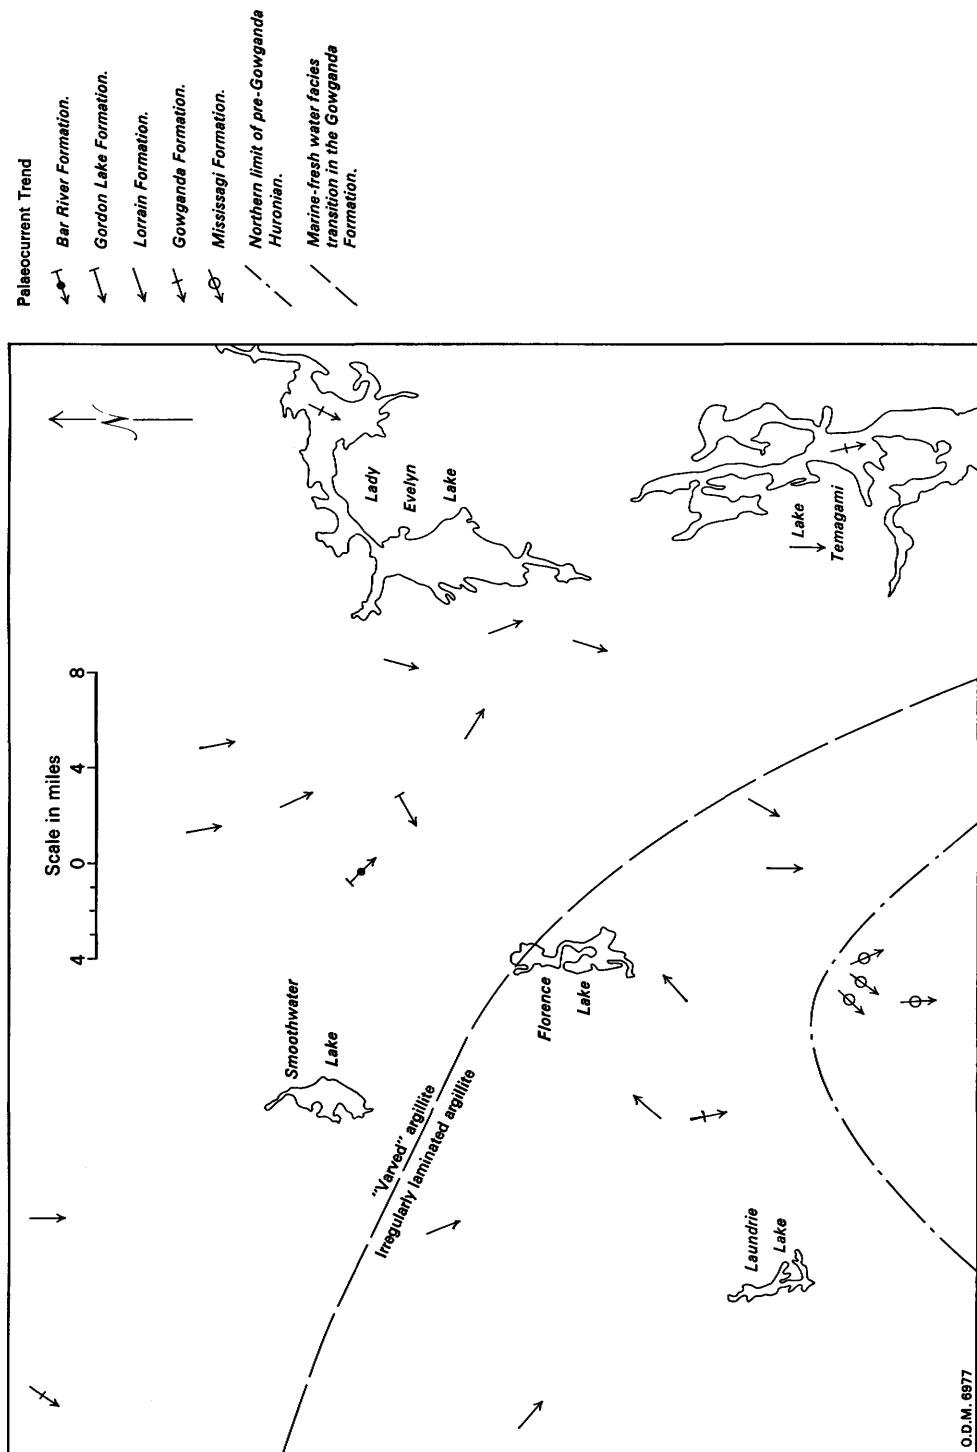 Palaeocurrent Trend
Bar River Formation.
Gordon Lake Formation.
Lorrain Formation.
Gowganda Formation.
Mississagi Formation.
Northern limit of pre-Gowganda
Huronian.
Marine-fresh water facies
transition in the Gowganda
Formation.
N
Scale in miles
4 0 4 8
Smoothwater
Lake
Lady
Evelyn
Lake
"Varved" argillite
Irregularly laminated argillite
Florence
Lake
Lake
Temagami
Laundrie
Lake
O.D.M. 6977